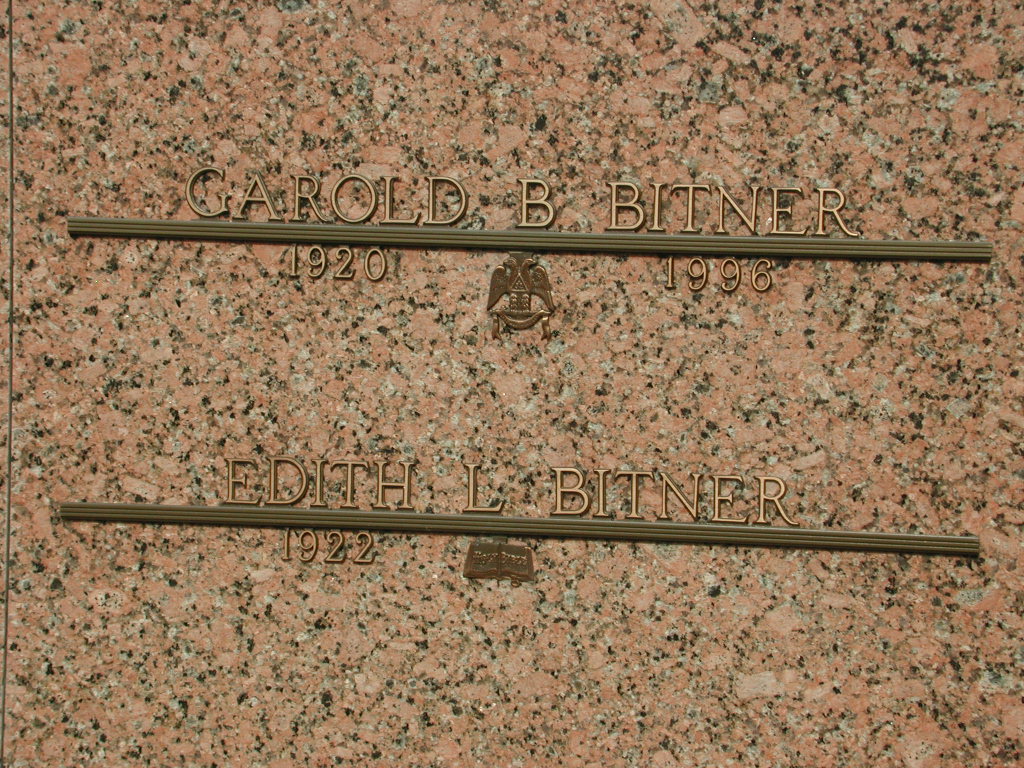 GAROLD B BITNER
1920 1996
EDITH L BITNER
1922